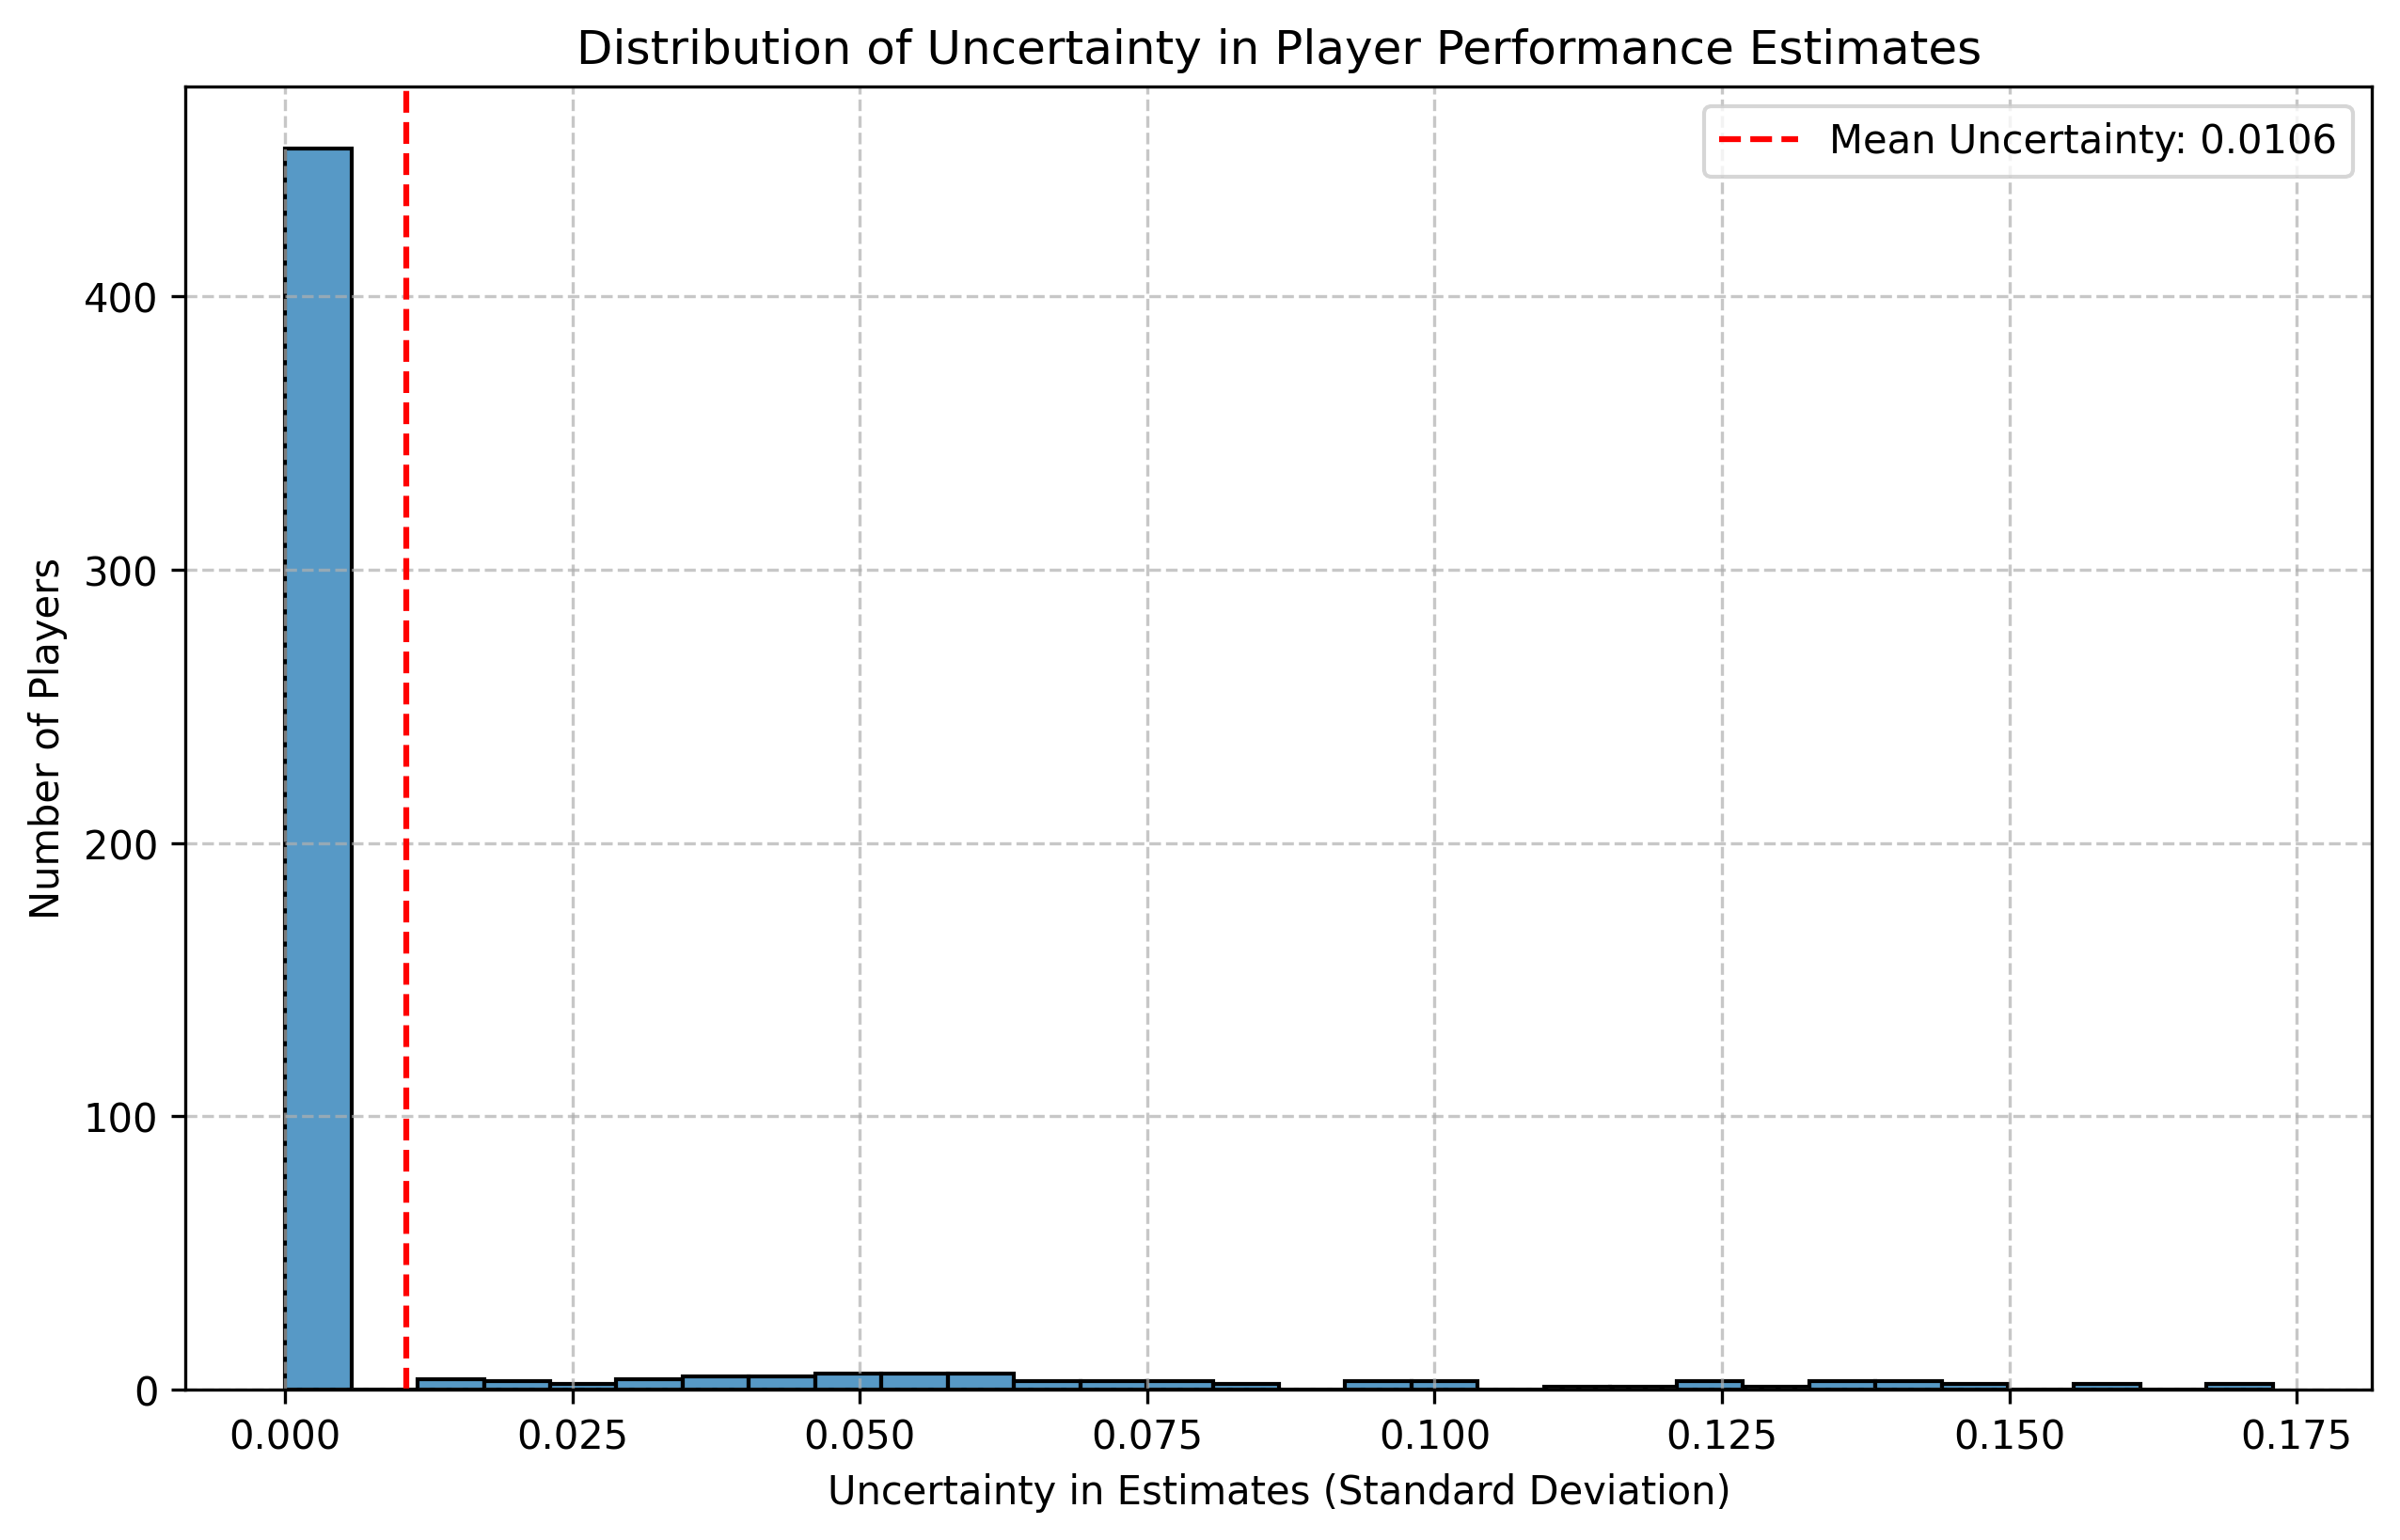 Distribution of Uncertainty in Player Performance Estimates
Mean Uncertainty: 0.0106
Number of Players
400
300
200
100
0
0.000 0.025 0.050 0.075 0.100 0.125 0.150 0.175
Uncertainty in Estimates (Standard Deviation)